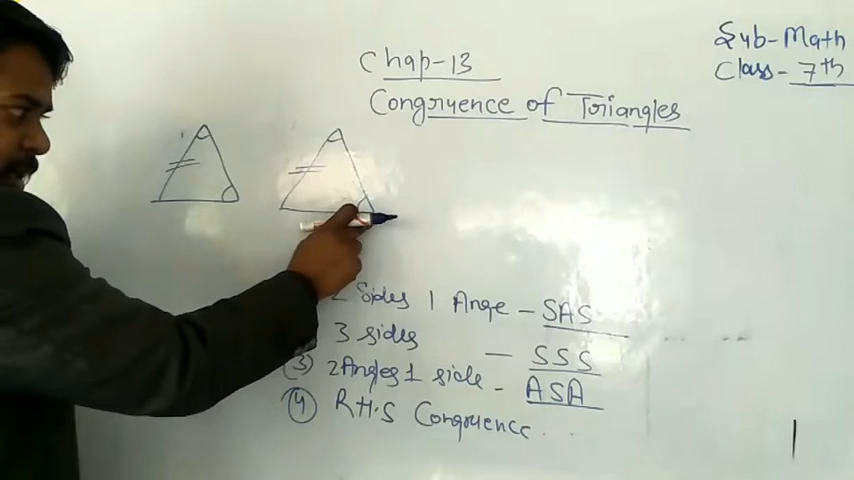 Sub-Math
Class-7th
Chap-13
Congruence of Triangles
2 Sides 1 Ange - SAS
3 sides - SSS
(3) 2Angles 1 side - ASA
(4) R.H.S Congruence...